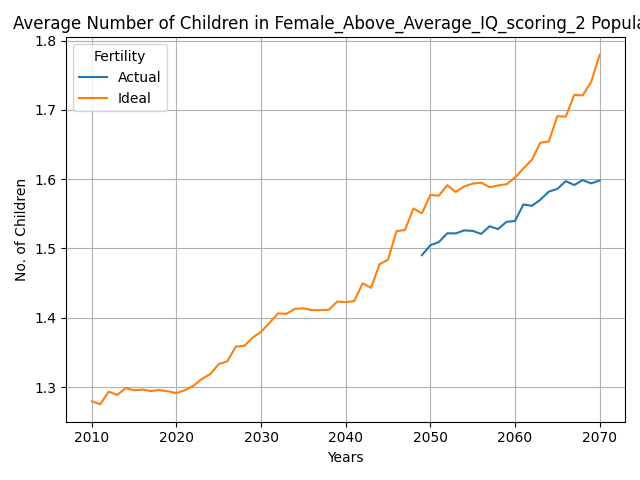 Average Number of Children in Female_Above_Average_IQ_scoring_2 Popula
Fertility
Actual
Ideal
No. of Children
1.8
1.7
1.6
1.5
1.4
1.3
2010 2020 2030 2040 2050 2060 2070
Years